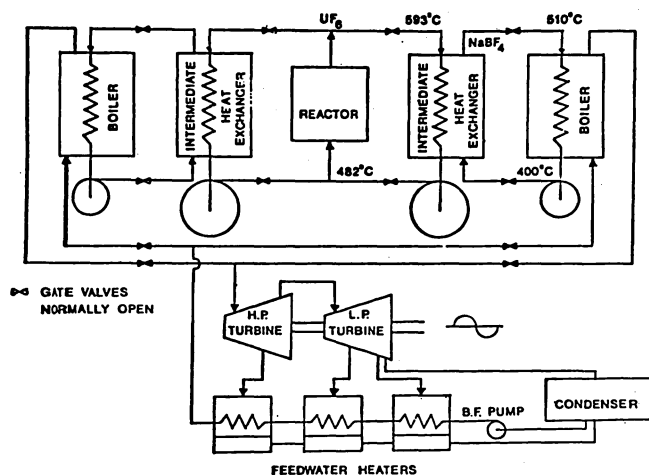 UF6
593°C
510°C
NaBF4
BOILER
INTERMEDIATE
HEAT
EXCHANGER
REACTOR
INTERMEDIATE
HEAT
EXCHANGER
BOILER
482°C
400°C
GATE VALVES
NORMALLY OPEN
H.P.
TURBINE
L.P.
TURBINE
B.F. PUMP
CONDENSER
FEEDWATER HEATERS